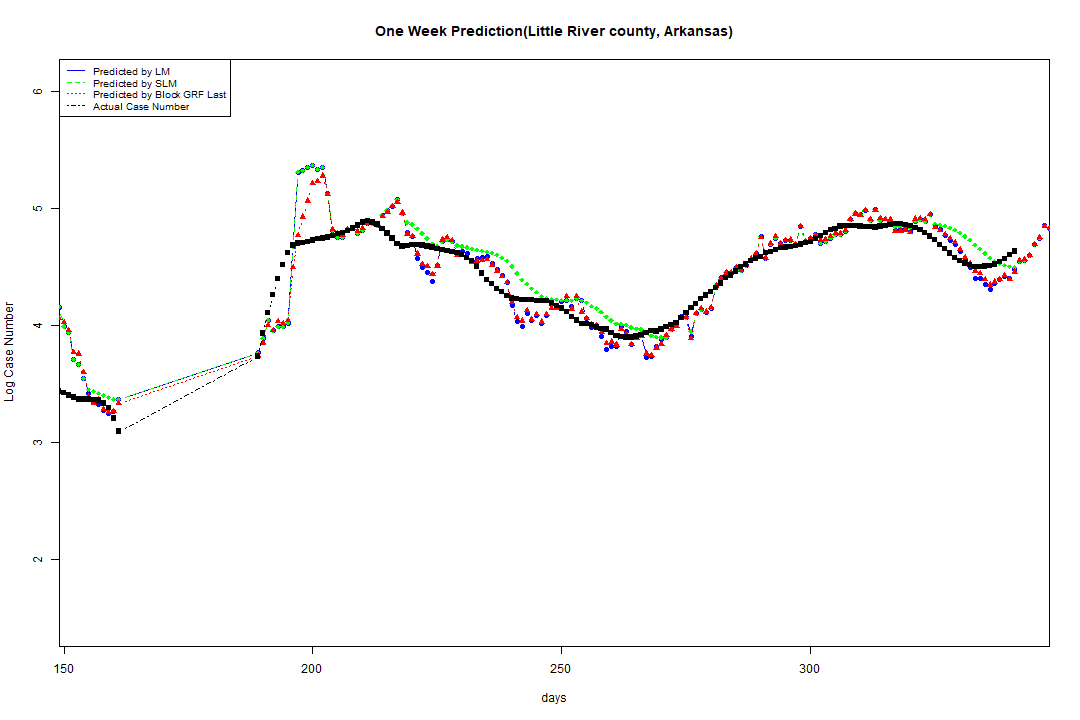 One Week Prediction(Little River county, Arkansas)
Predicted by LM
Predicted by SLM
Predicted by Block GRF Last
Actual Case Number
6
5
4
3
2
Log Case Number
150 200 250 300
days